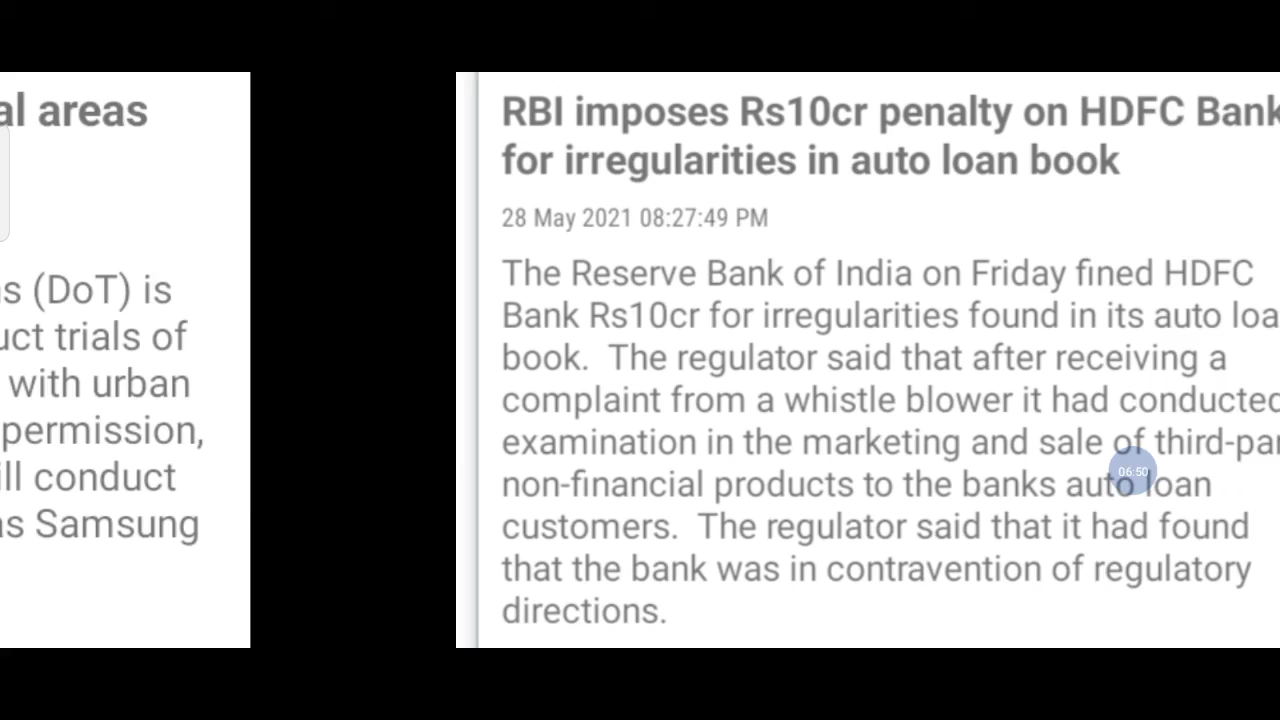 al areas
s (DoT) is
uct trials of
with urban
permission,
ill conduct
as Samsung
RBI imposes Rs10cr penalty on HDFC Bank
for irregularities in auto loan book
28 May 2021 08:27:49 PM
The Reserve Bank of India on Friday fined HDFC
Bank Rs10cr for irregularities found in its auto loa
book. The regulator said that after receiving a
complaint from a whistle blower it had conducted
examination in the marketing and sale of third-par
06:50
non-financial products to the banks auto loan
customers. The regulator said that it had found
that the bank was in contravention of regulatory
directions.